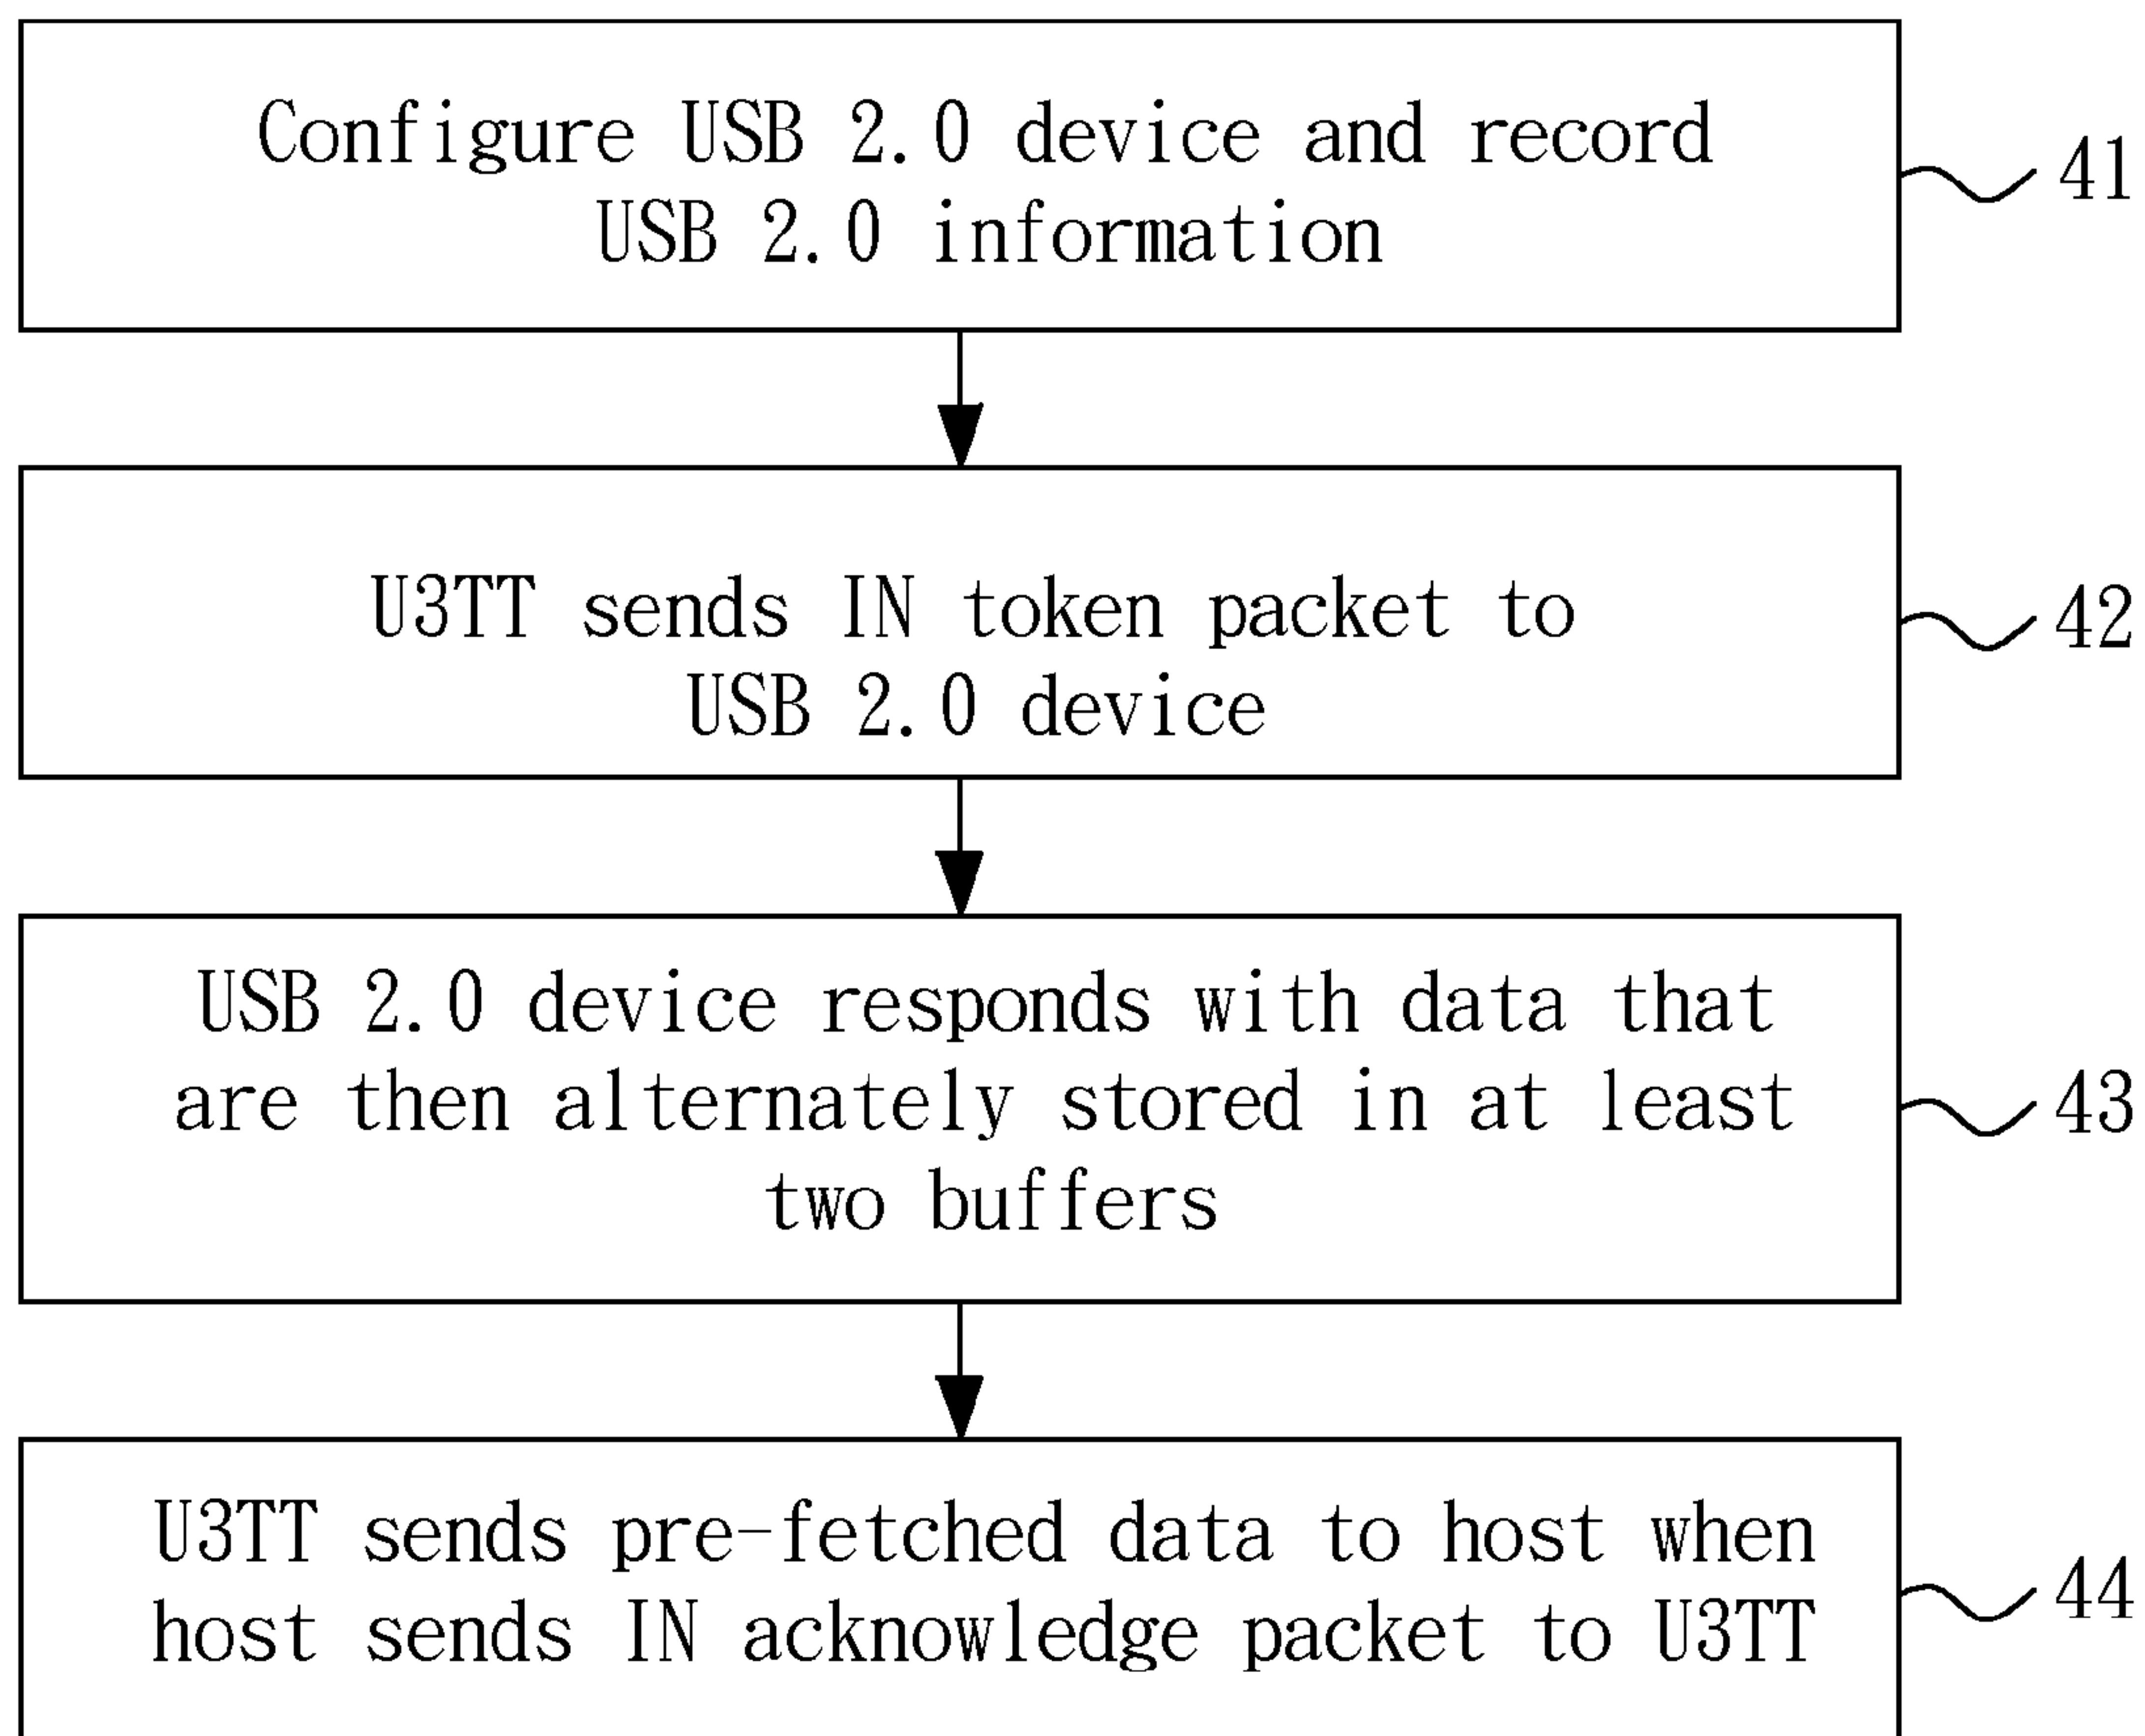 Configure USB 2.0 device and record
USB 2.0 information
41
U3TT sends IN token packet to
USB 2.0 device
42
USB 2.0 device responds with data that
are then alternately stored in at least
two buffers
43
U3TT sends pre-fetched data to host when
host sends IN acknowledge packet to U3TT
44